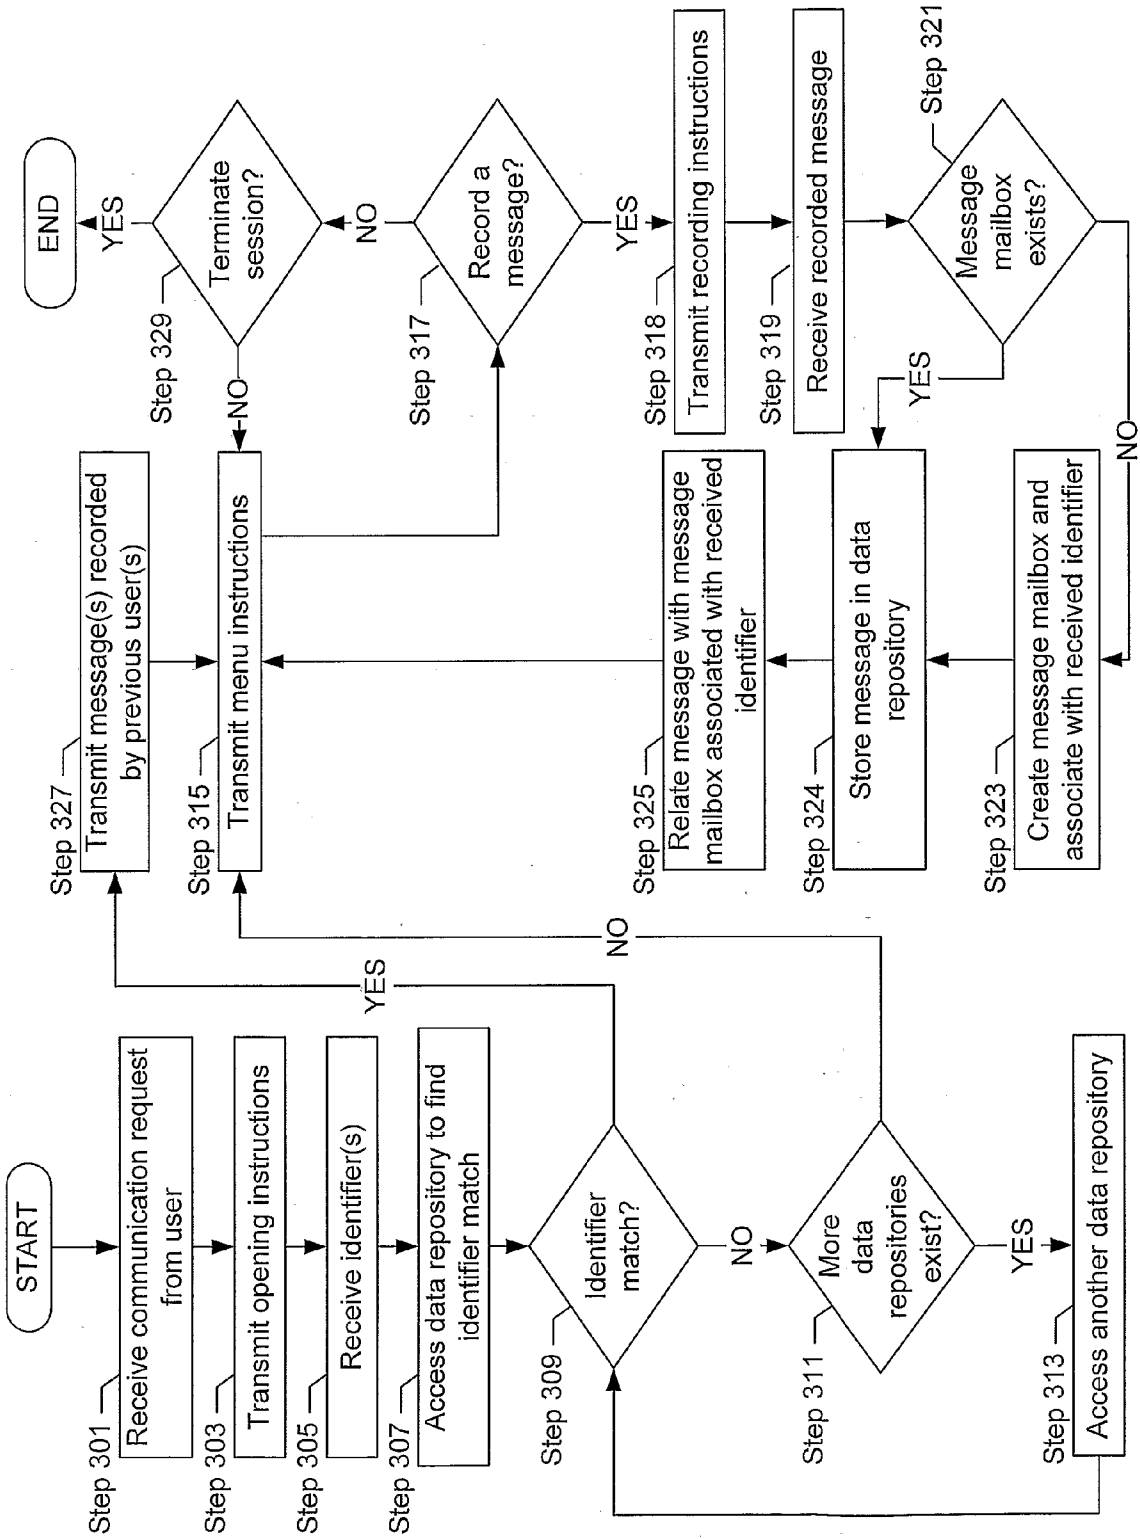 START
Step 301
Receive communication request
from user
Step 303
Transmit opening instructions
Step 305
Receive identifier(s)
Step 307
Access data repository to find
identifier match
Step 309
Identifier
match?
YES
NO
Step 311
More data
repositories
exist?
NO
YES
Step 313
Access another data repository
Step 327
Transmit message(s) recorded
by previous user(s)
Step 315
Transmit menu instructions
Step 325
Relate message with message
mailbox associated with received
identifier
Step 324
Store message in data
repository
Step 323
Create message mailbox and
associate with received identifier
END
YES
Step 329
Terminate
session?
NO
NO
Step 317
Record a
message?
YES
Step 318
Transmit recording instructions
Step 319
Receive recorded message
Step 321
Message
mailbox
exists?
YES
NO